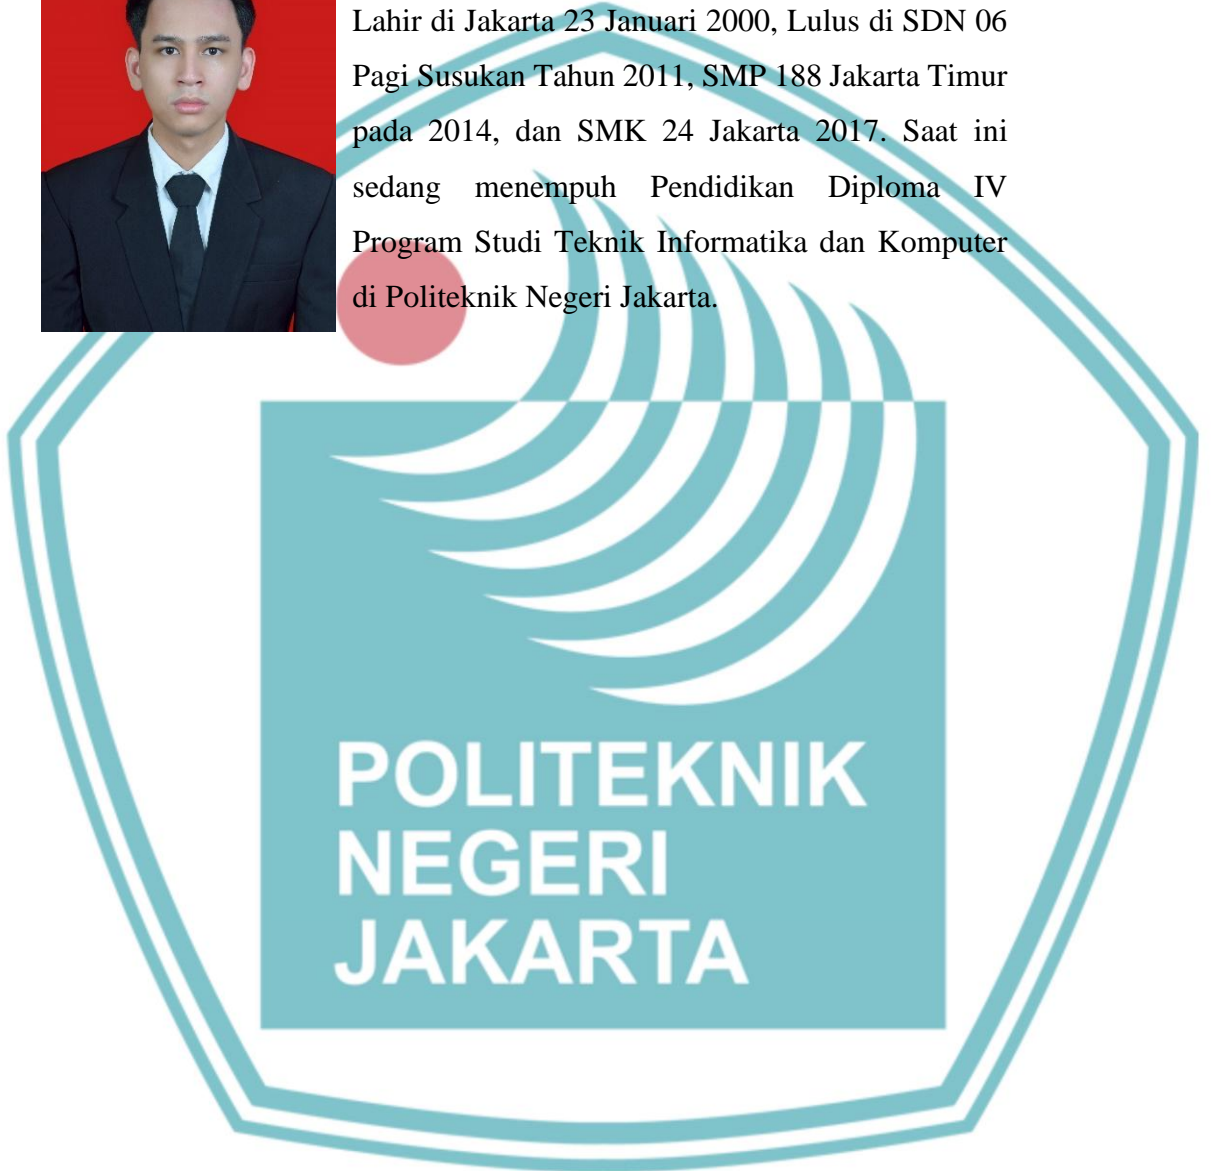 Lahir di Jakarta 23 Januari 2000, Lulus di SDN 06
Pagi Susukan Tahun 2011, SMP 188 Jakarta Timur
pada 2014, dan SMK 24 Jakarta 2017. Saat ini
sedang menempuh Pendidikan Diploma IV
Program Studi Teknik Informatika dan Komputer
di Politeknik Negeri Jakarta.
POLITEKNIK
NEGERI
JAKARTA